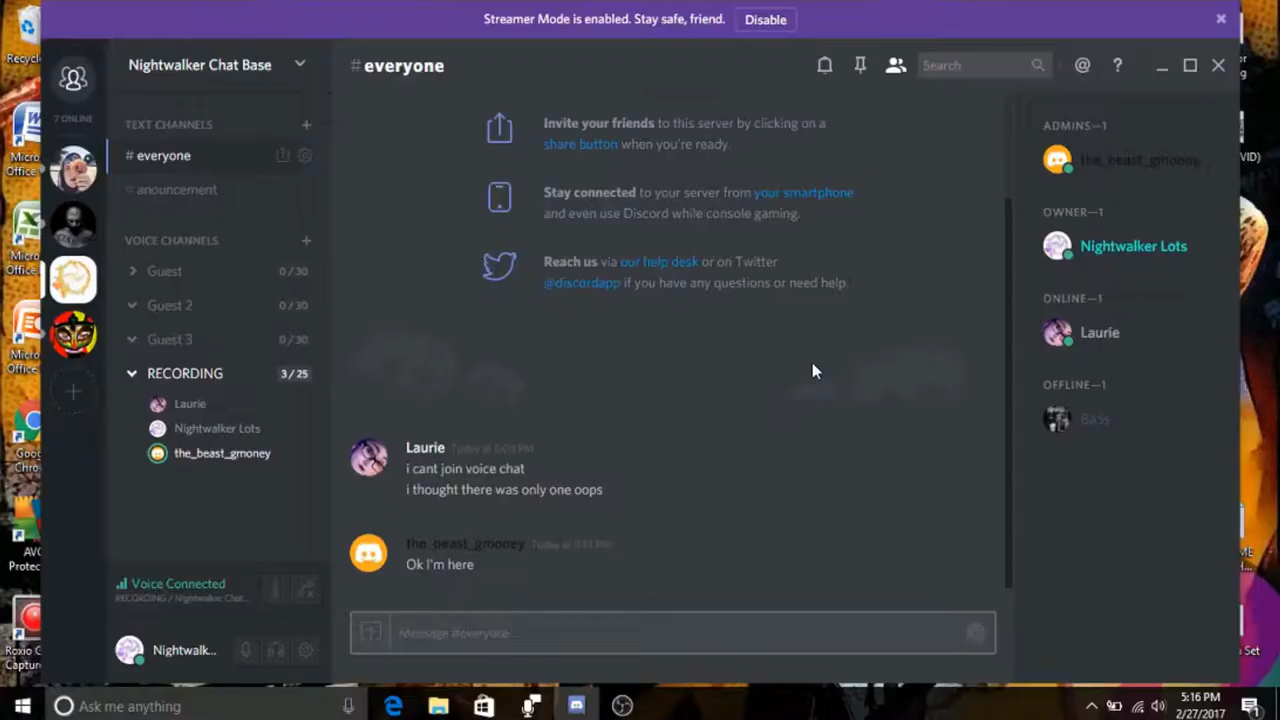 Streamer Mode is enabled. Stay safe, friend.
Disable
Nightwalker Chat Base
#everyone
Search
7 ONLINE
TEXT CHANNELS
# everyone
# anouncement
VOICE CHANNELS
Guest 0/30
Guest 2 0/30
Guest 3 0/30
RECORDING 3/25
Laurie
Nightwalker Lots
the_beast_gmoney
Voice Connected
RECORDING / Nightwalker Chat...
Nightwalk...
Invite your friends to this server by clicking on a
share button when you're ready.
Stay connected to your server from your smartphone
and even use Discord while console gaming.
Reach us via our help desk or on Twitter
@discordapp if you have any questions or need help.
Laurie
i cant join voice chat
i thought there was only one oops
the_beast_gmoney
Ok I'm here
Message #everyone
ADMINS—1
the_beast_gmoney
OWNER—1
Nightwalker Lots
ONLINE—1
Laurie
OFFLINE—1
Bass
Recyc
Micro
Office
Micro
Office
Micro
Office
Goo
Chro
AVG
Protec
Roxio G
Captur
Ask me anything
5:16 PM
2/27/2017